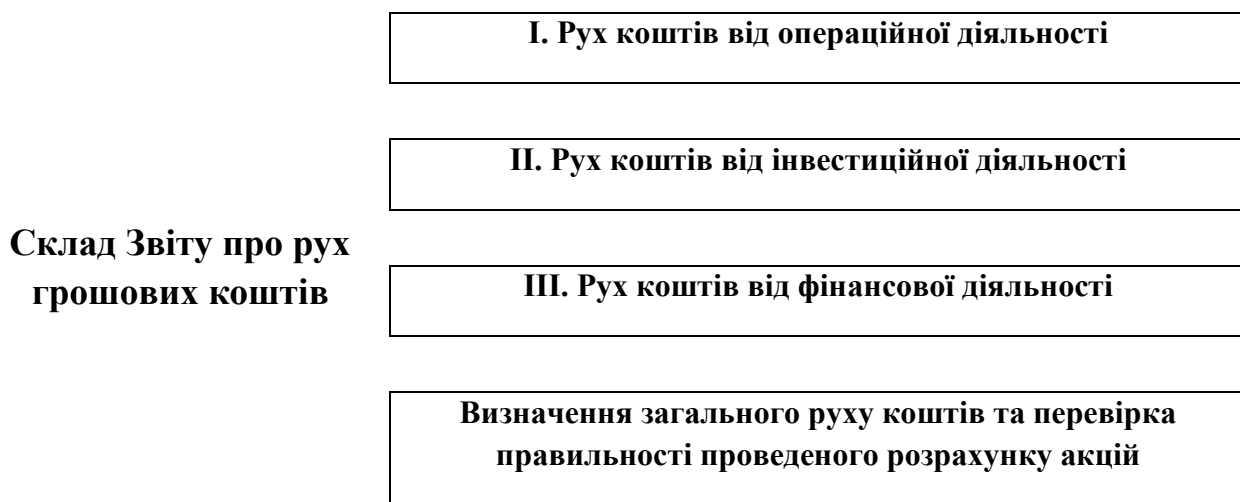 І. Рух коштів від операційної діяльності
ІІ. Рух коштів від інвестиційної діяльності
Склад Звіту про рух
грошових коштів
ІІІ. Рух коштів від фінансової діяльності
Визначення загального руху коштів та перевірка
правильності проведеного розрахунку акцій